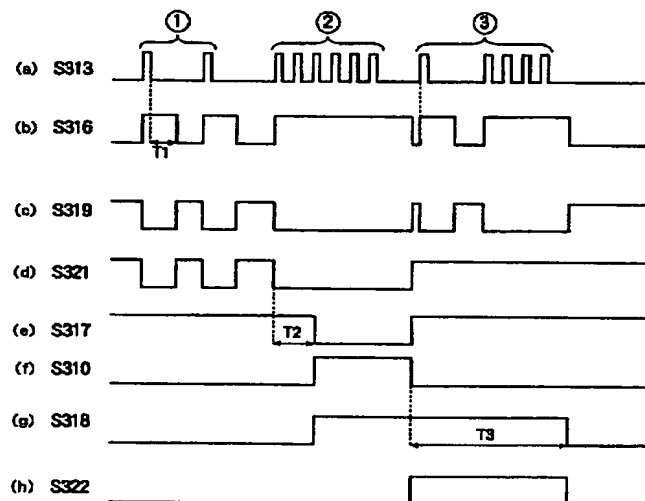 ① ② ③
(a) S313
(b) S316
T1
(c) S319
(d) S321
(e) S317
T2
(f) S310
(g) S318
T3
(h) S322